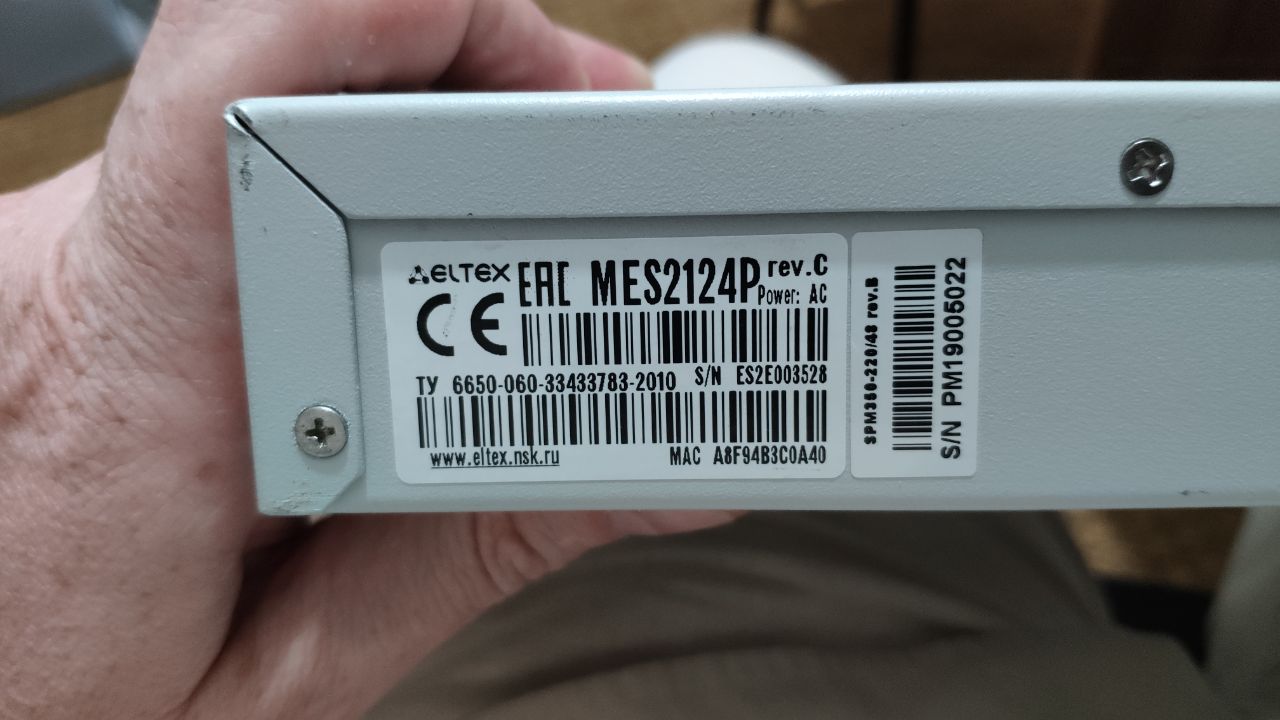 ELTEX EAC MES2124P rev.C
Power: AC
CE
ТУ 6650-060-33433783-2010 S/N ES2E003528
www.eltex.nsk.ru MAC A8F94B3C0A40
SPM360-220/48 rev.B
S/N PM19005022